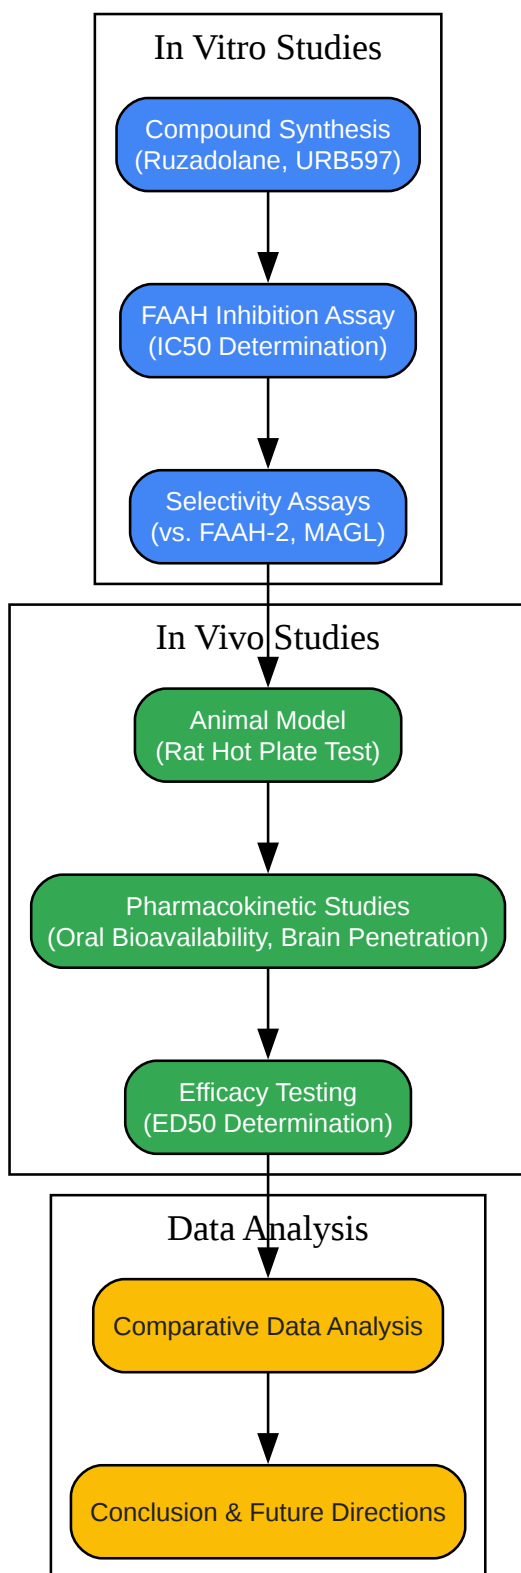 In Vitro Studies
Compound Synthesis
(Ruzadolane, URB597)
FAAH Inhibition Assay
(IC50 Determination)
Selectivity Assays
(vs. FAAH-2, MAGL)
In Vivo Studies
Animal Model
(Rat Hot Plate Test)
Pharmacokinetic Studies
(Oral Bioavailability, Brain Penetration)
Efficacy Testing
(ED50 Determination)
Data Analysis
Comparative Data Analysis
Conclusion & Future Directions